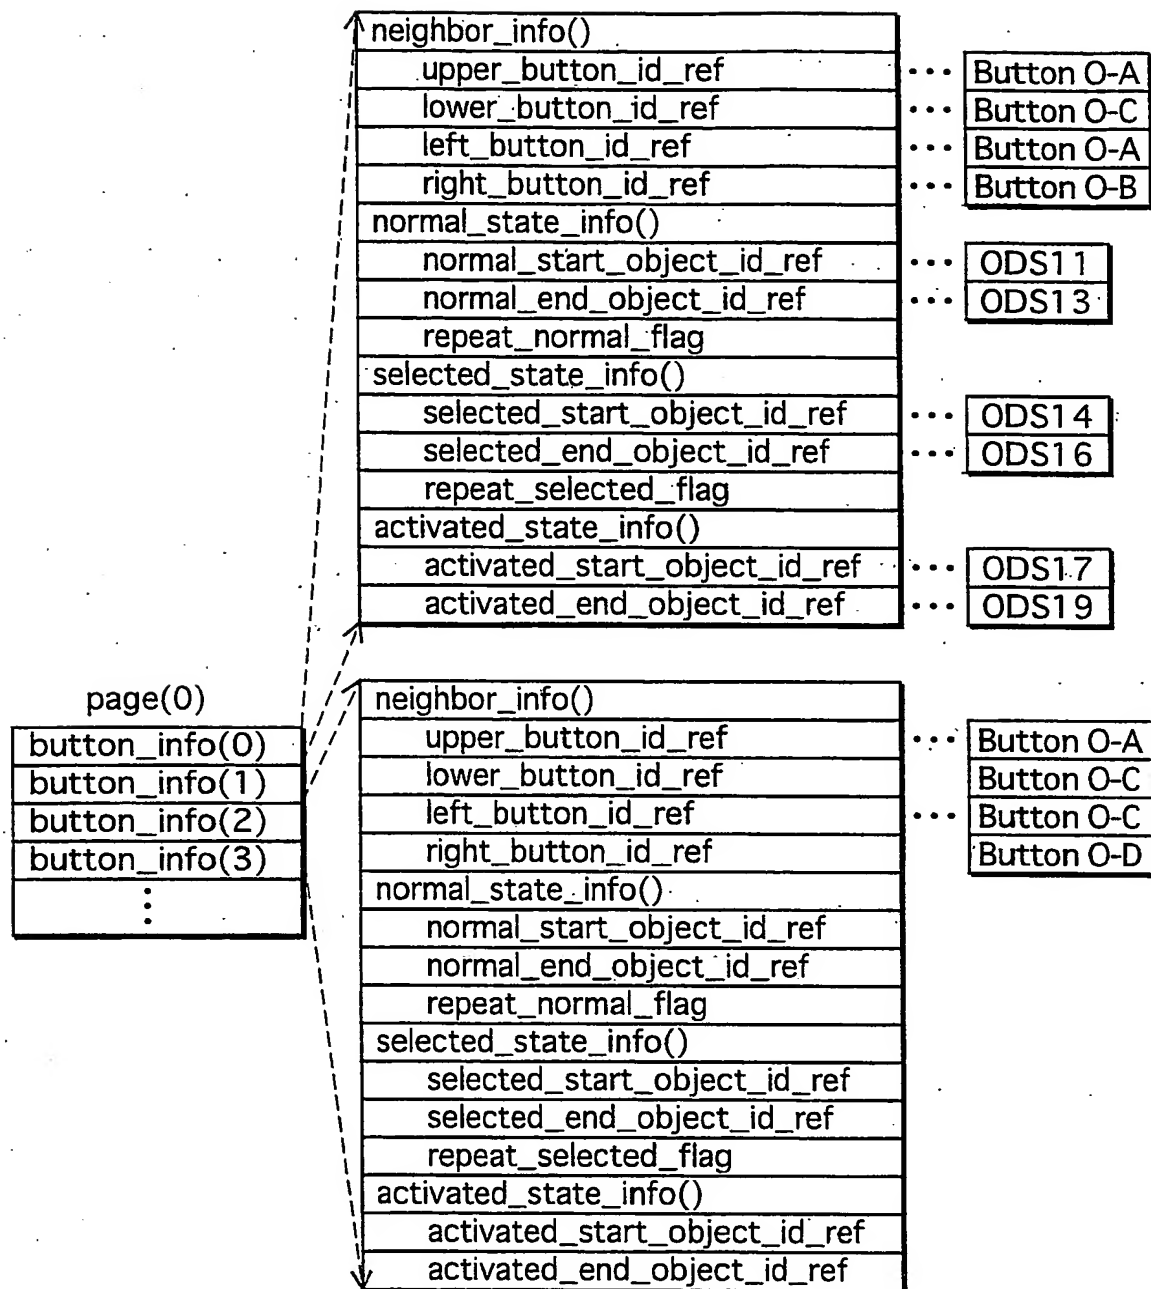 neighbor_info()
upper_button_id_ref ··· Button O-A
lower_button_id_ref ··· Button O-C
left_button_id_ref ··· Button O-A
right_button_id_ref ··· Button O-B
normal_state_info()
normal_start_object_id_ref ··· ODS11
normal_end_object_id_ref ··· ODS13
repeat_normal_flag
selected_state_info()
selected_start_object_id_ref ··· ODS14
selected_end_object_id_ref ··· ODS16
repeat_selected_flag
activated_state_info()
activated_start_object_id_ref ··· ODS17
activated_end_object_id_ref ··· ODS19
page(0)
button_info(0)
button_info(1)
button_info(2)
button_info(3)
neighbor_info()
upper_button_id_ref ··· Button O-A
lower_button_id_ref Button O-C
left_button_id_ref ··· Button O-C
right_button_id_ref Button O-D
normal_state_info()
normal_start_object_id_ref
normal_end_object_id_ref
repeat_normal_flag
selected_state_info()
selected_start_object_id_ref
selected_end_object_id_ref
repeat_selected_flag
activated_state_info()
activated_start_object_id_ref
activated_end_object_id_ref